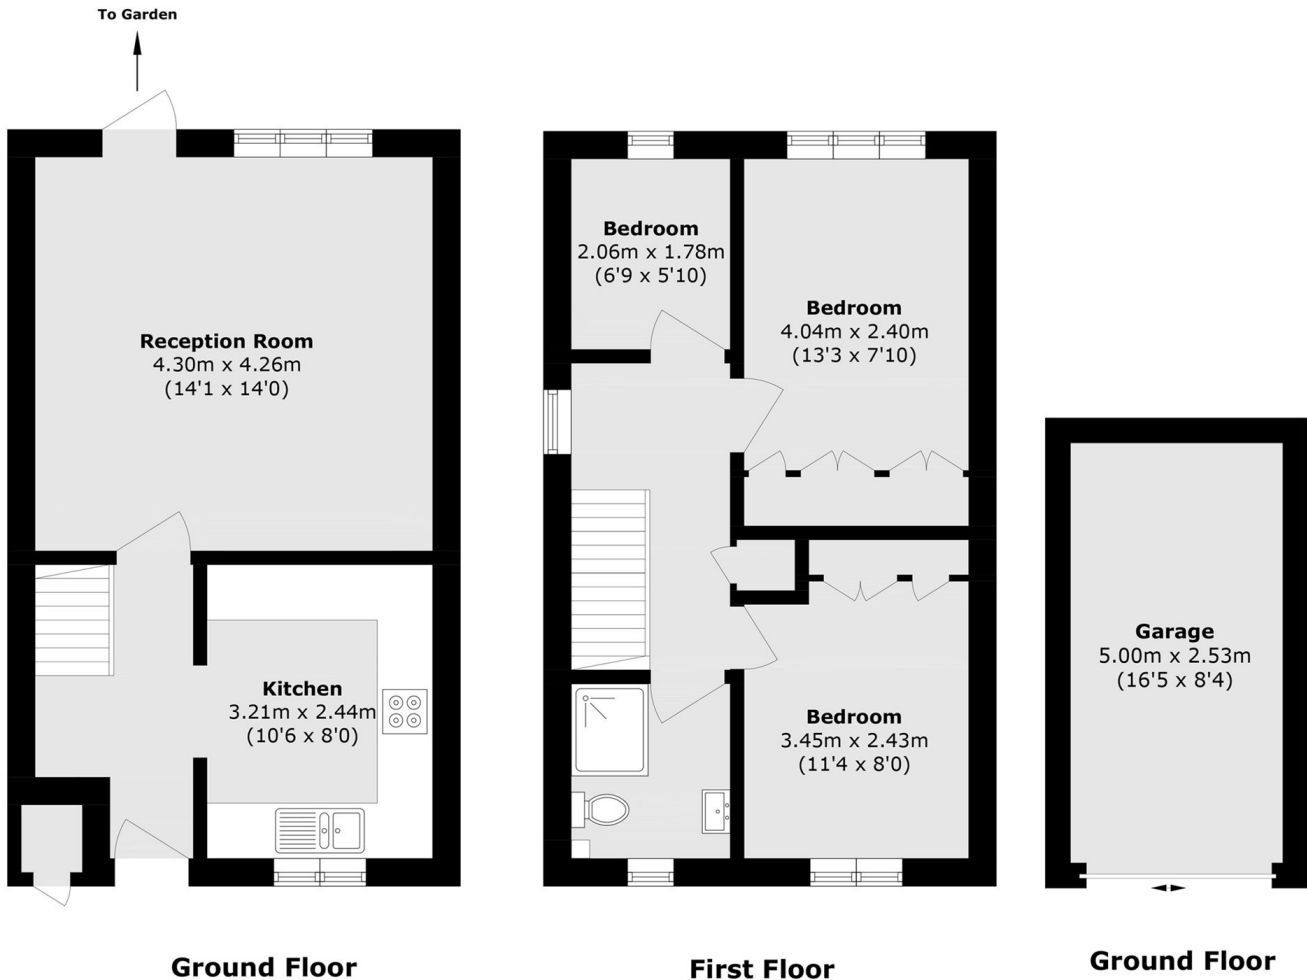 To Garden
Reception Room
4.30m x 4.26m
(14'1 x 14'0)
Kitchen
3.21m x 2.44m
(10'6 x 8'0)
Ground Floor
Bedroom
2.06m x 1.78m
(6'9 x 5'10)
Bedroom
4.04m x 2.40m
(13'3 x 7'10)
Bedroom
3.45m x 2.43m
(11'4 x 8'0)
First Floor
Garage
5.00m x 2.53m
(16'5 x 8'4)
Ground Floor